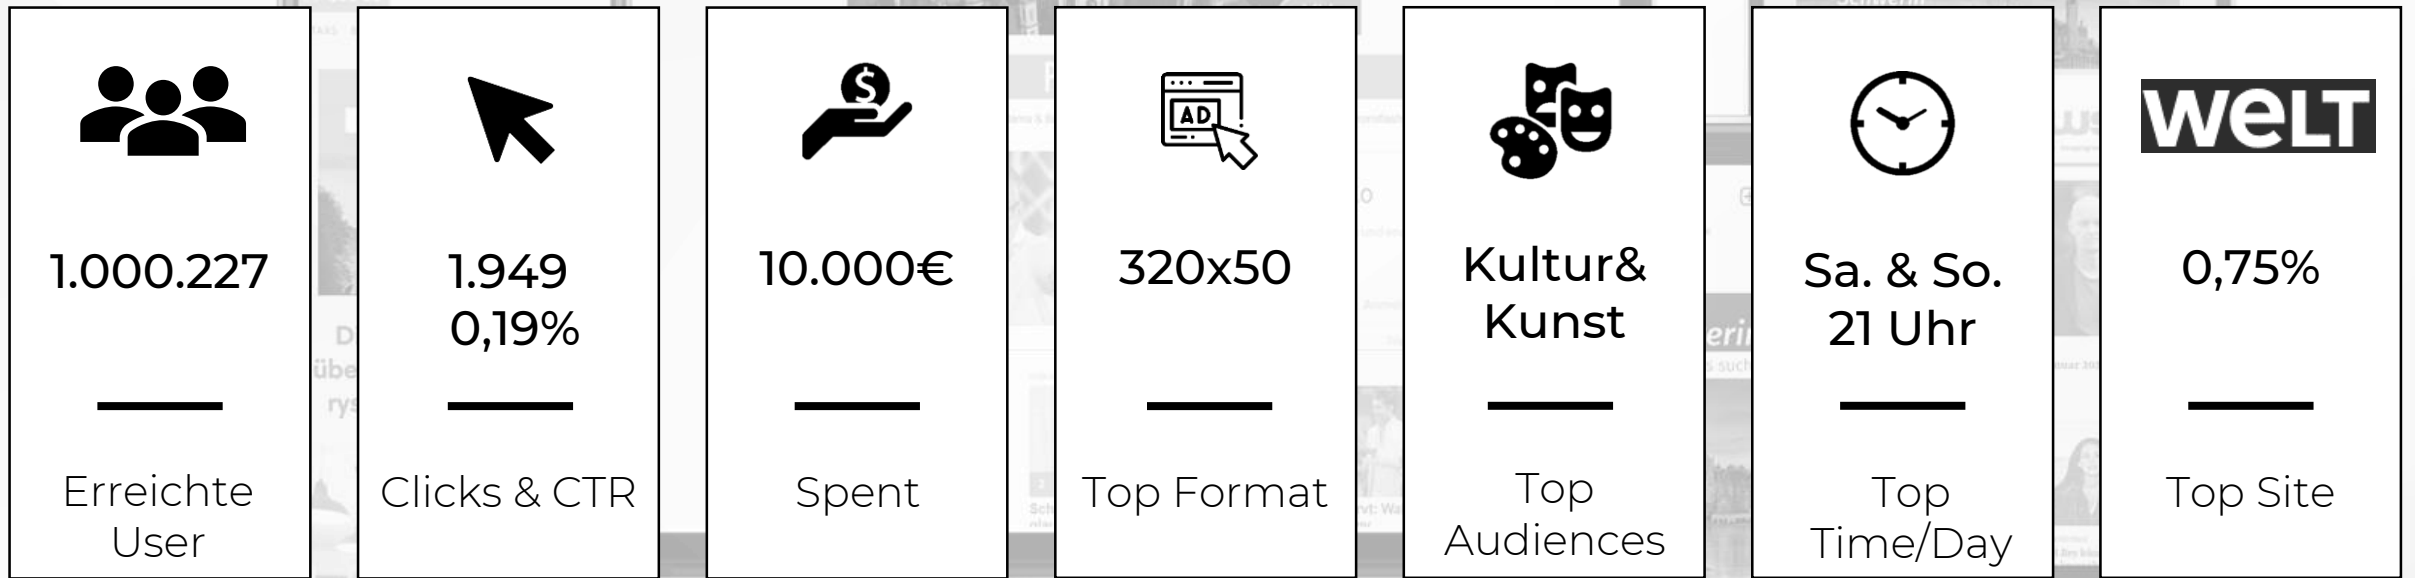 1.000.227
Erreichte
User
1.949
0,19%
Clicks & CTR
$
10.000€
Spent
AD
320x50
Top Format
Kultur&
Kunst
Top
Audiences
Sa. & So.
21 Uhr
Top
Time/Day
WELT
0,75%
Top Site